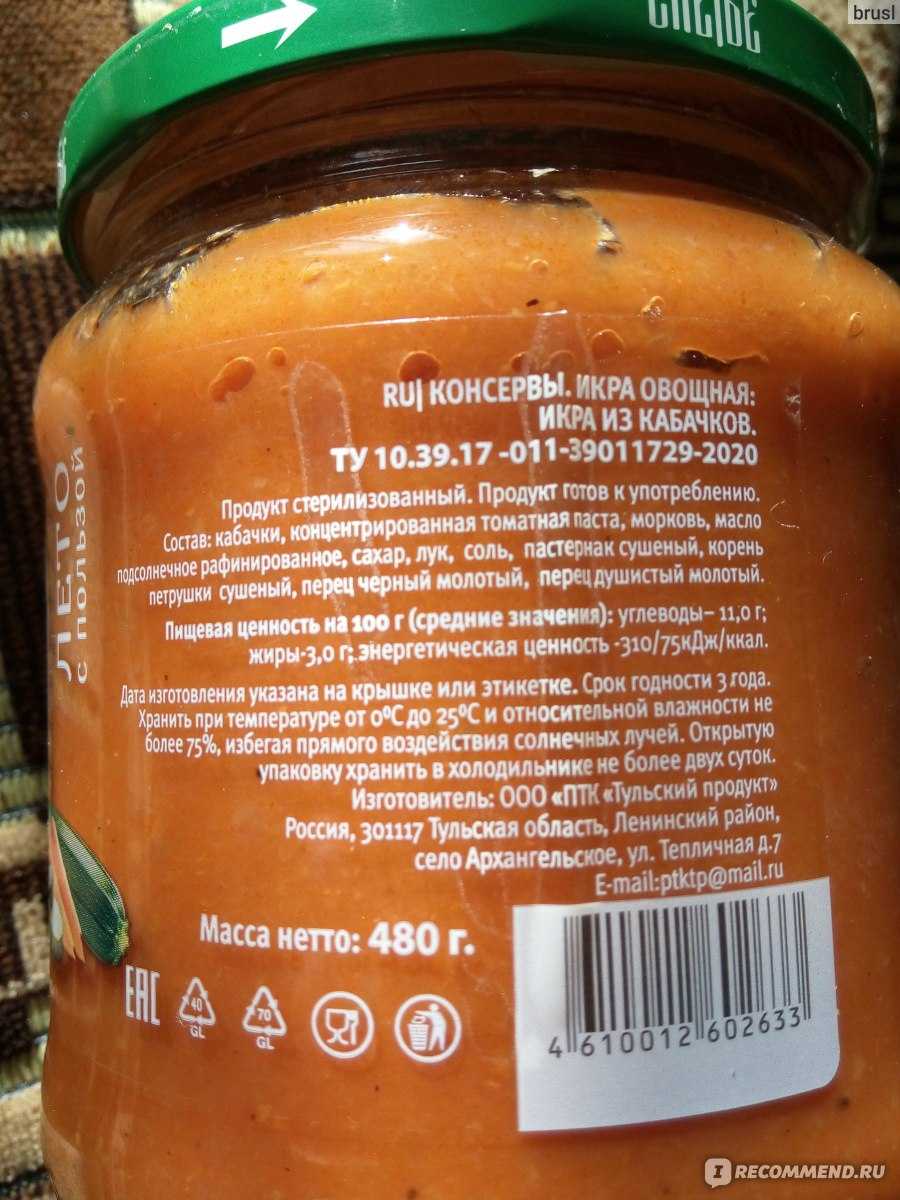 brusl
RU| КОНСЕРВЫ. ИКРА ОВОЩНАЯ:
ИКРА ИЗ КАБАЧКОВ.
ТУ 10.39.17 -011-39011729-2020
Продукт стерилизованный. Продукт готов к употреблению.
Состав: кабачки, концентрированная томатная паста, морковь, масло
подсолнечное рафинированное, сахар, лук, соль, пастернак сушеный, корень
петрушки сушеный, перец черный молотый, перец душистый молотый.
Пищевая ценность на 100 г (средние значения): углеводы– 11,0 г;
жиры-3,0 г; энергетическая ценность -310/75кДж/ккал.
Дата изготовления указана на крышке или этикетке. Срок годности 3 года.
Хранить при температуре от 0ºС до 25ºС и относительной влажности не
более 75%, избегая прямого воздействия солнечных лучей. Открытую
упаковку хранить в холодильнике не более двух суток.
Изготовитель: ООО «ПТК «Тульский продукт»
Россия, 301117 Тульская область, Ленинский район,
село Архангельское, ул. Тепличная д.7
E-mail:ptktp@mail.ru
ЛЕТО
с пользой
Масса нетто: 480 г.
EAC
40
GL
70
GL
4 610012 602633
IRECOMMEND.RU